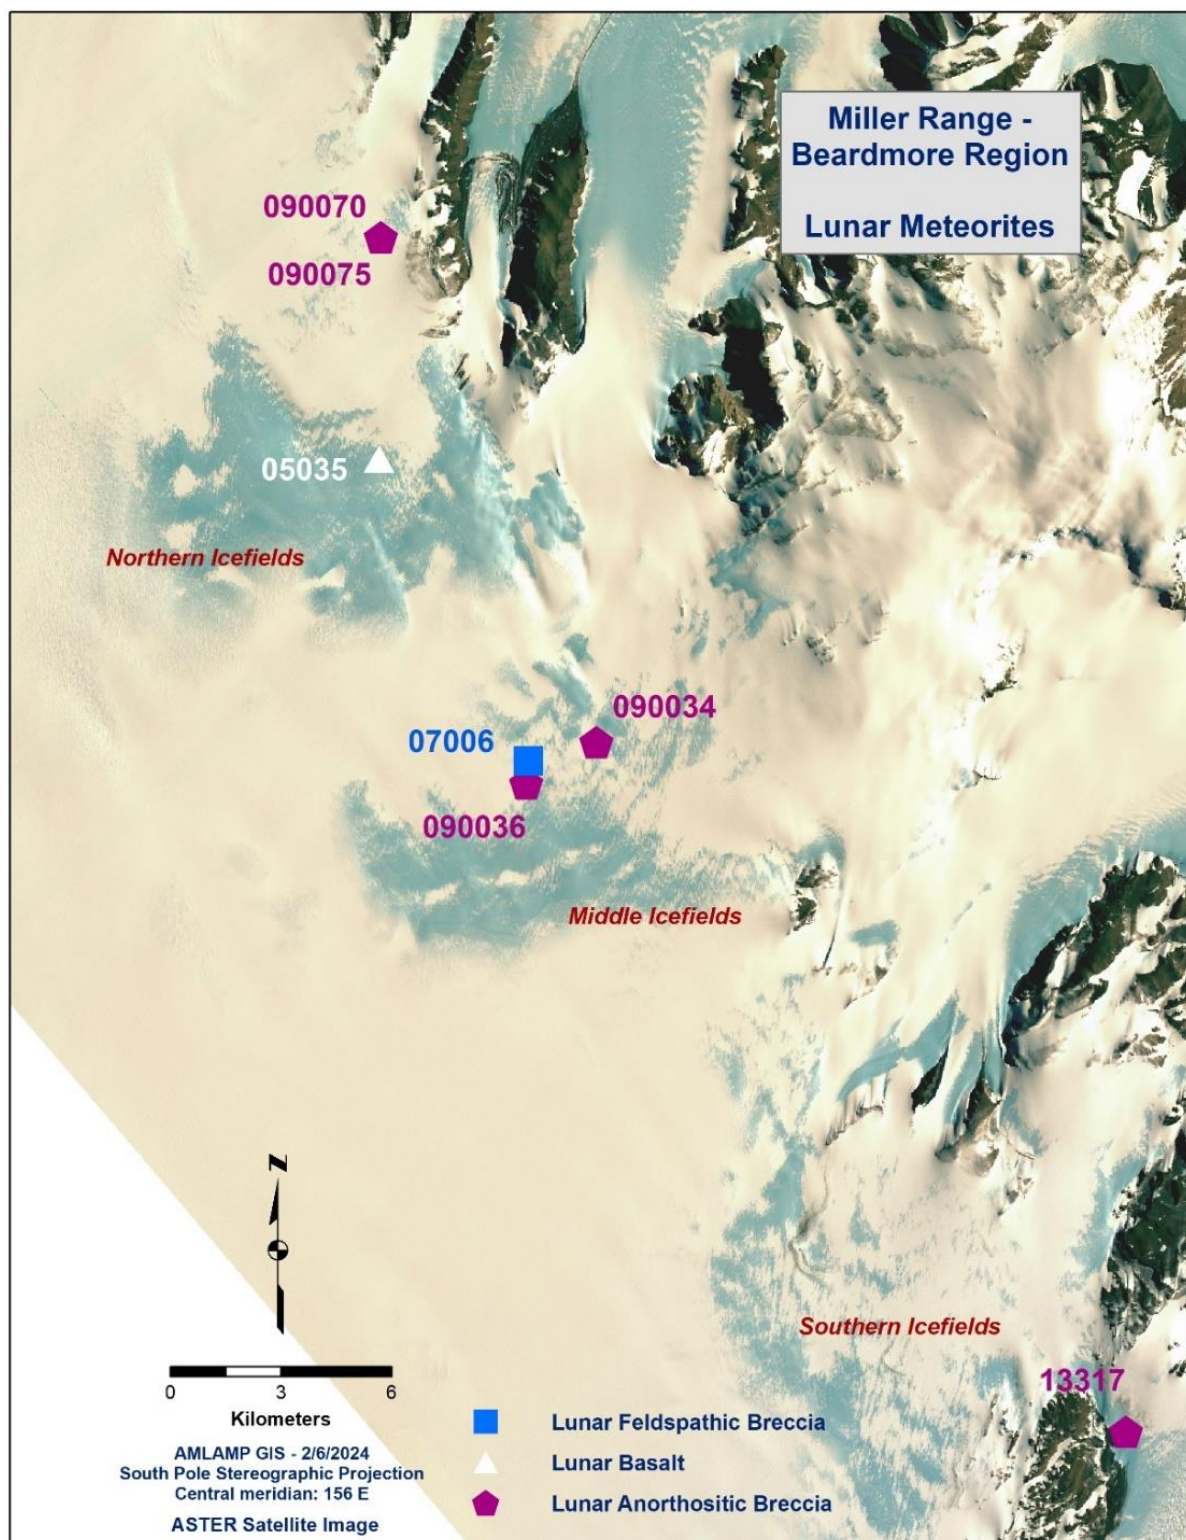 Miller Range -
Beardmore Region
Lunar Meteorites
090070
090075
05035
Northern Icefields
090034
07006
090036
Middle Icefields
N
Southern Icefields
13317
0 3 6
Kilometers
AMLAMP GIS - 2/6/2024
South Pole Stereographic Projection
Central meridian: 156 E
ASTER Satellite Image
Lunar Feldspathic Breccia
Lunar Basalt
Lunar Anorthositic Breccia